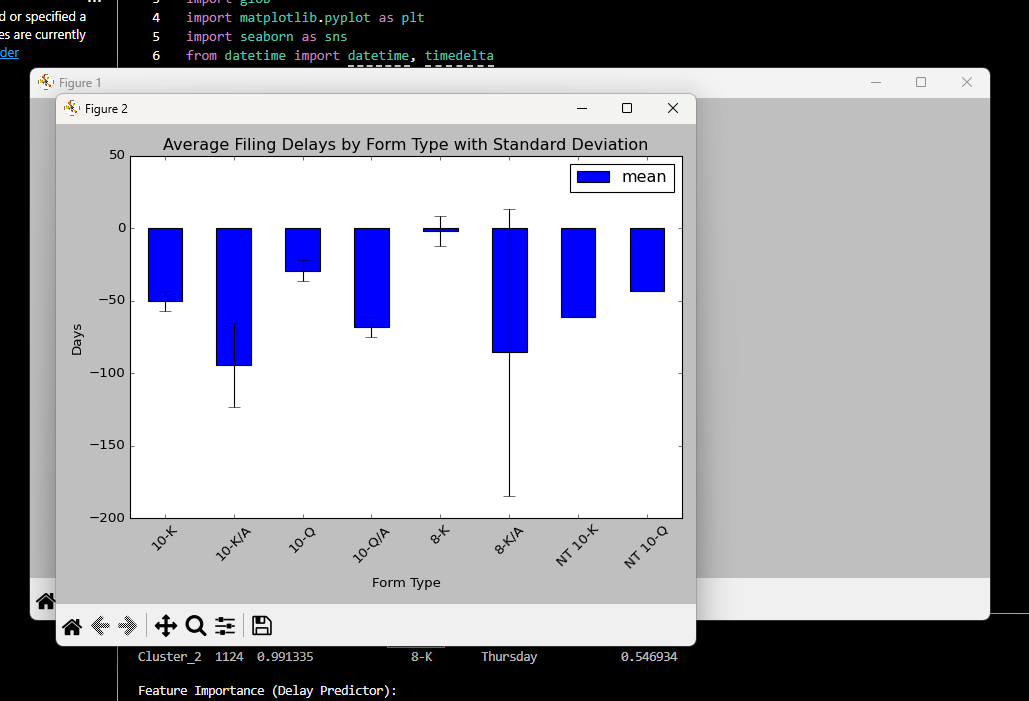 d or specified a
es are currently
der
3 import glob
4 import matplotlib.pyplot as plt
5 import seaborn as sns
6 from datetime import datetime, timedelta
Figure 1
Figure 2
Average Filing Delays by Form Type with Standard Deviation
mean
50
0
−50
−100
−150
−200
Days
10-K
10-K/A
10-Q
10-Q/A
8-K
8-K/A
NT 10-K
NT 10-Q
Form Type
Cluster_2 1124 0.991335 8-K Thursday 0.546934
Feature Importance (Delay Predictor):